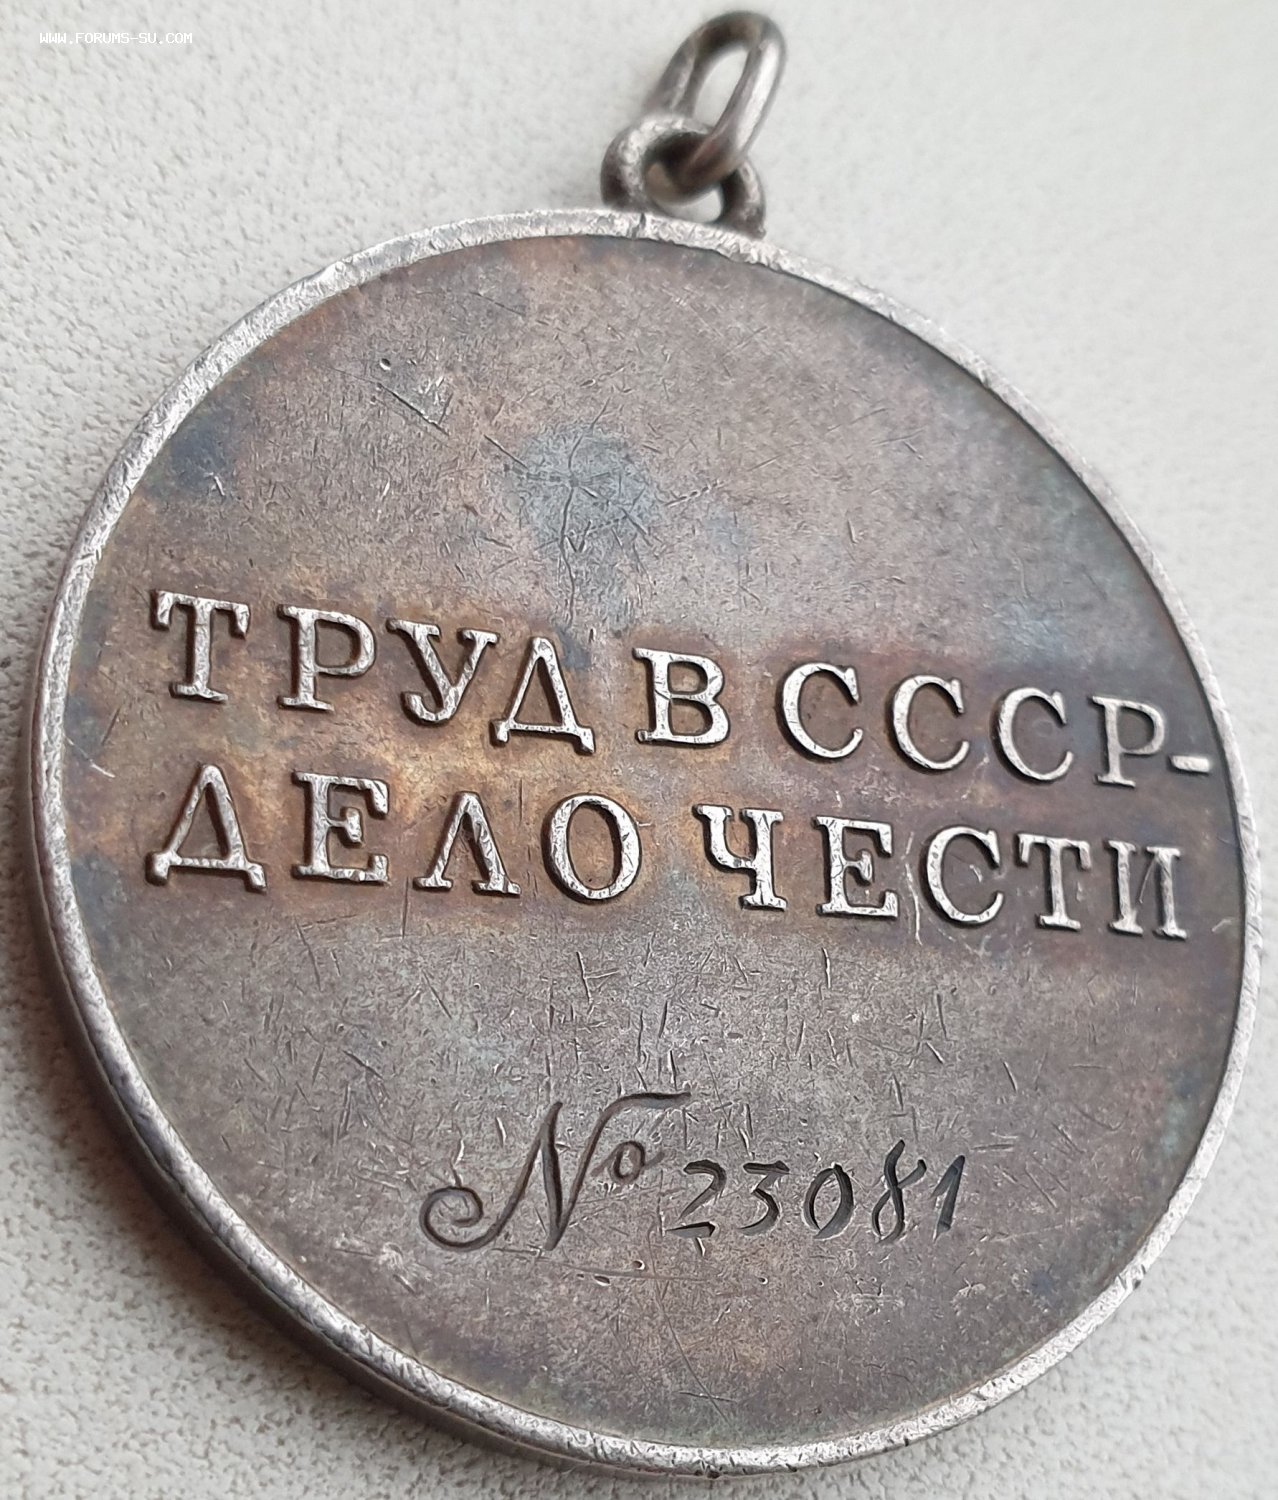 WWW.FORUMS-SU.COM
ТРУД В СССР-
ДЕЛО ЧЕСТИ
№ 23081